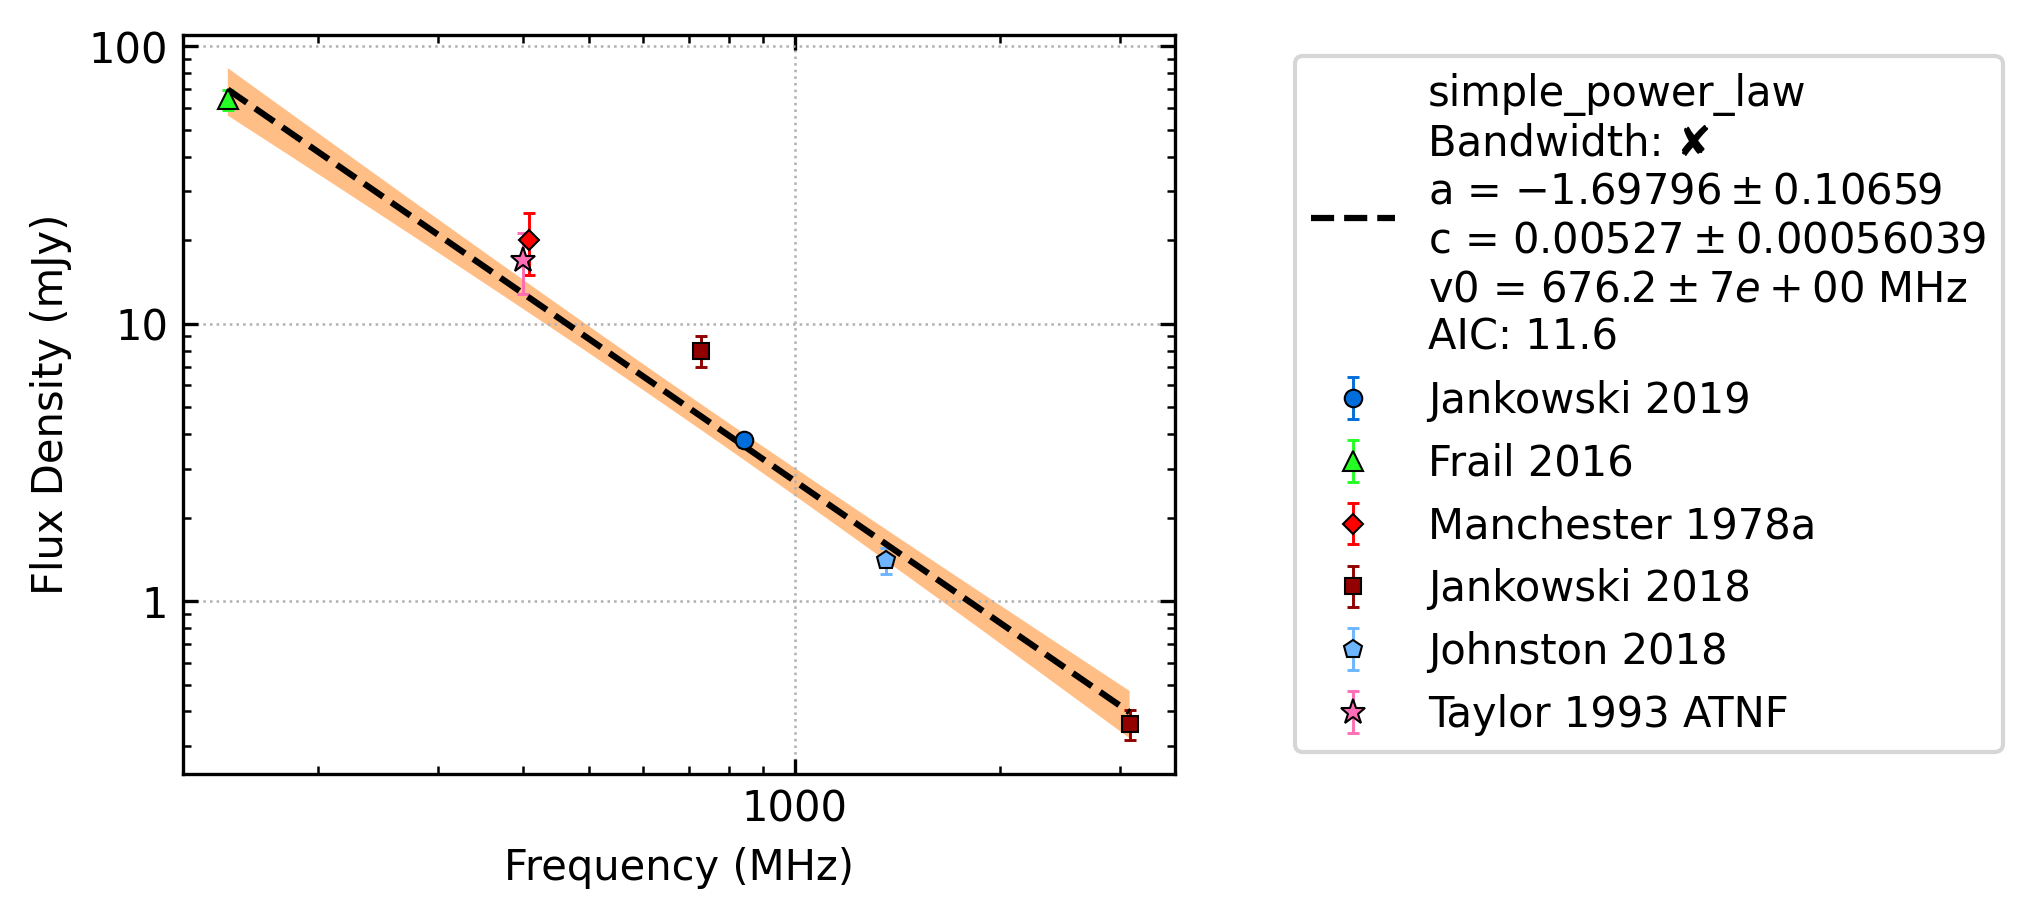 100
10
1
Flux Density (mJy)
1000
Frequency (MHz)
simple_power_law
Bandwidth: ✘
a = −1.69796 ± 0.10659
c = 0.00527 ± 0.00056039
v0 = 676.2 ± 7e + 00 MHz
AIC: 11.6
Jankowski 2019
Frail 2016
Manchester 1978a
Jankowski 2018
Johnston 2018
Taylor 1993 ATNF